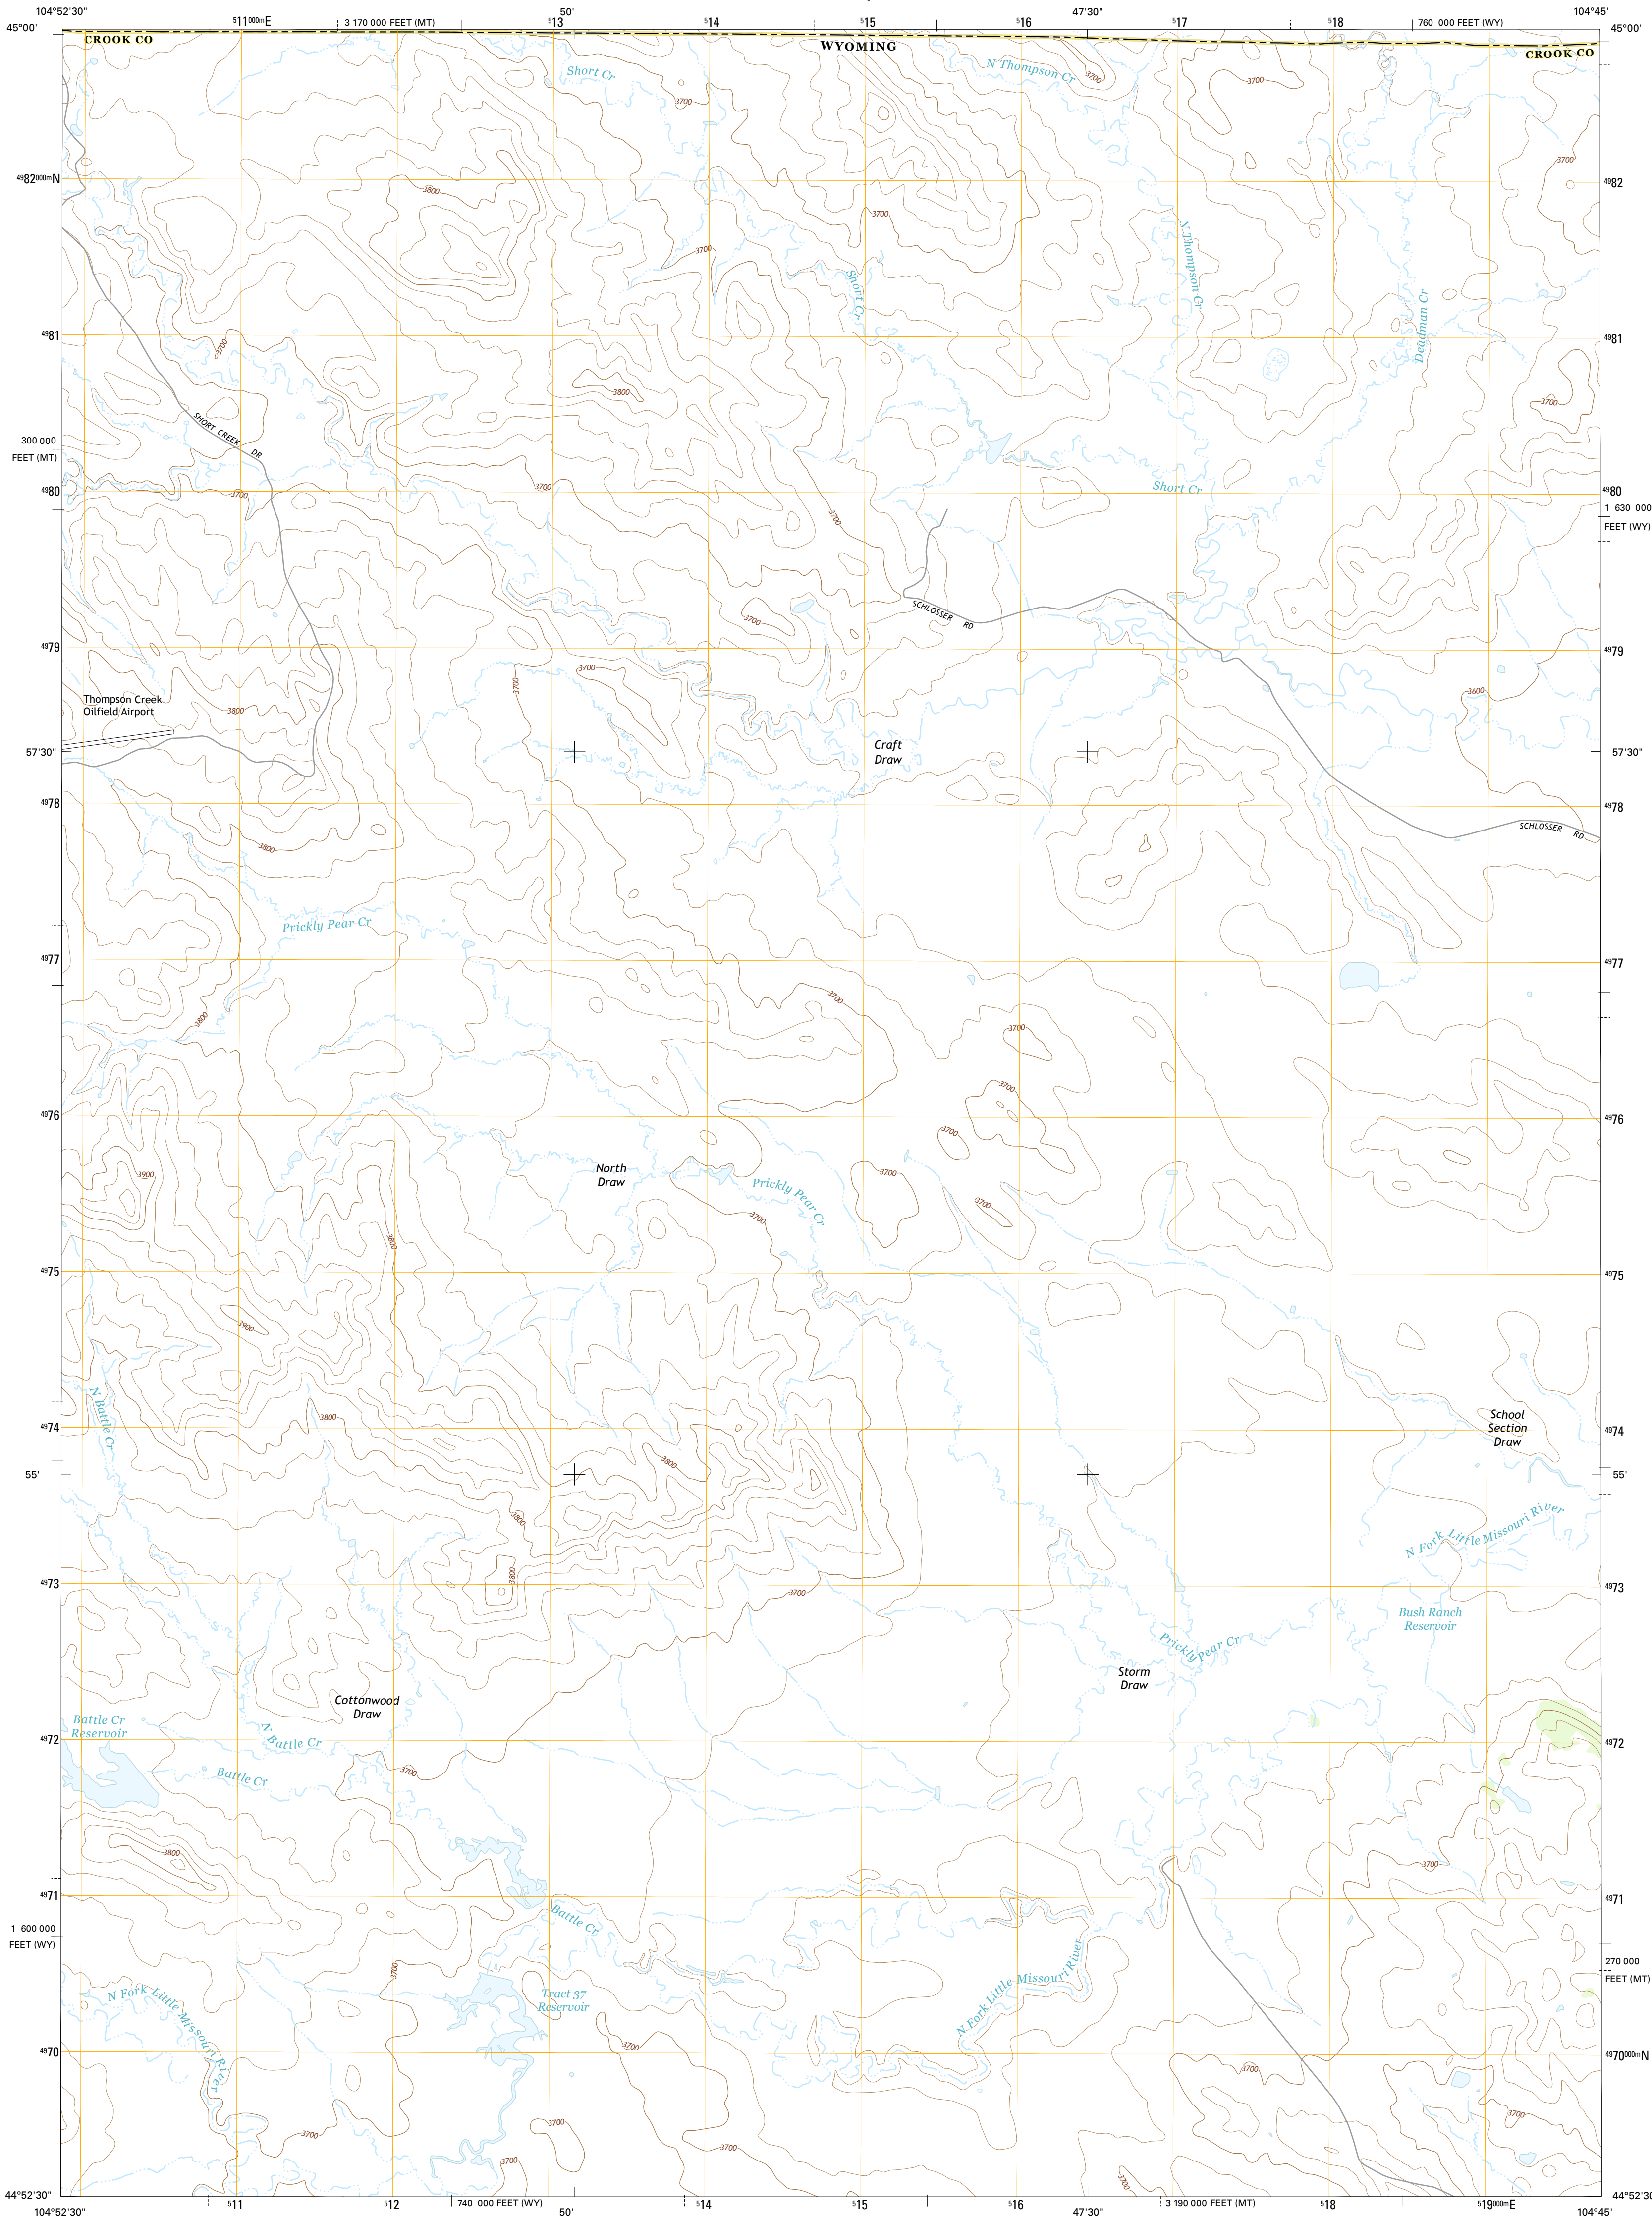 104°52'30"
511000mE
3 170 000 FEET (MT)
50'
513
514
515
516
47'30"
517
518
760 000 FEET (WY)
104°45'
45°00'
45°00'
CROOK CO
WYOMING
CROOK CO
Short Cr
N Thompson Cr
3700
3700
3700
3700
4982000mN
3800
4982
3700
3700
N Thompson Cr
Short Cr
Deadman Cr
4981
3700
4981
3800
3700
SHORT CREEK DR
300 000
FEET (MT)
4980
3700
3700
Short Cr
4980
3700
1 630 000
FEET (WY)
SCHLOSSER RD
3700
4979
4979
3700
3700
3600
Thompson Creek
Oilfield Airport
3800
57'30"
Craft
Draw
57'30"
4978
4978
SCHLOSSER RD
3800
Prickly Pear Cr
4977
4977
3700
3800
3700
3700
4976
4976
3700
3900
North
Draw
3700
Prickly Pear Cr
3700
3700
3800
4975
4975
3900
N Battle Cr
3800
School
Section
Draw
4974
4974
3800
55'
55'
3800
N Fork Little Missouri River
3800
4973
3700
4973
Bush Ranch
Reservoir
Prickly Pear Cr
Storm
Draw
Cottonwood
Draw
Battle Cr
Reservoir
N Battle Cr
4972
4972
3700
Battle Cr
3800
3700
4971
4971
Battle Cr
1 600 000
FEET (WY)
3700
N Fork Little Missouri River
270 000
FEET (MT)
N Fork Little Missouri River
Tract 37
Reservoir
4970
3700
4970000mN
3700
3700
3700
3700
3700
3700
3700
44°52'30"
44°52'30
104°52'30"
511
512
740 000 FEET (WY)
50'
514
515
516
47'30"
3 190 000 FEET (MT)
518
519000mE
104°45'